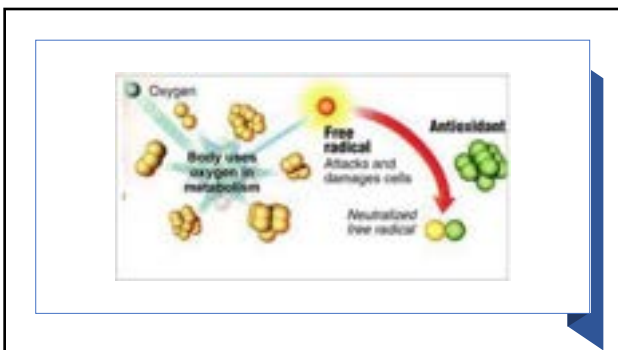 Oxygen
Body uses
oxygen in
metabolism
Free
radical
Attacks and
damages cells
Antioxidant
Neutralized
free radical